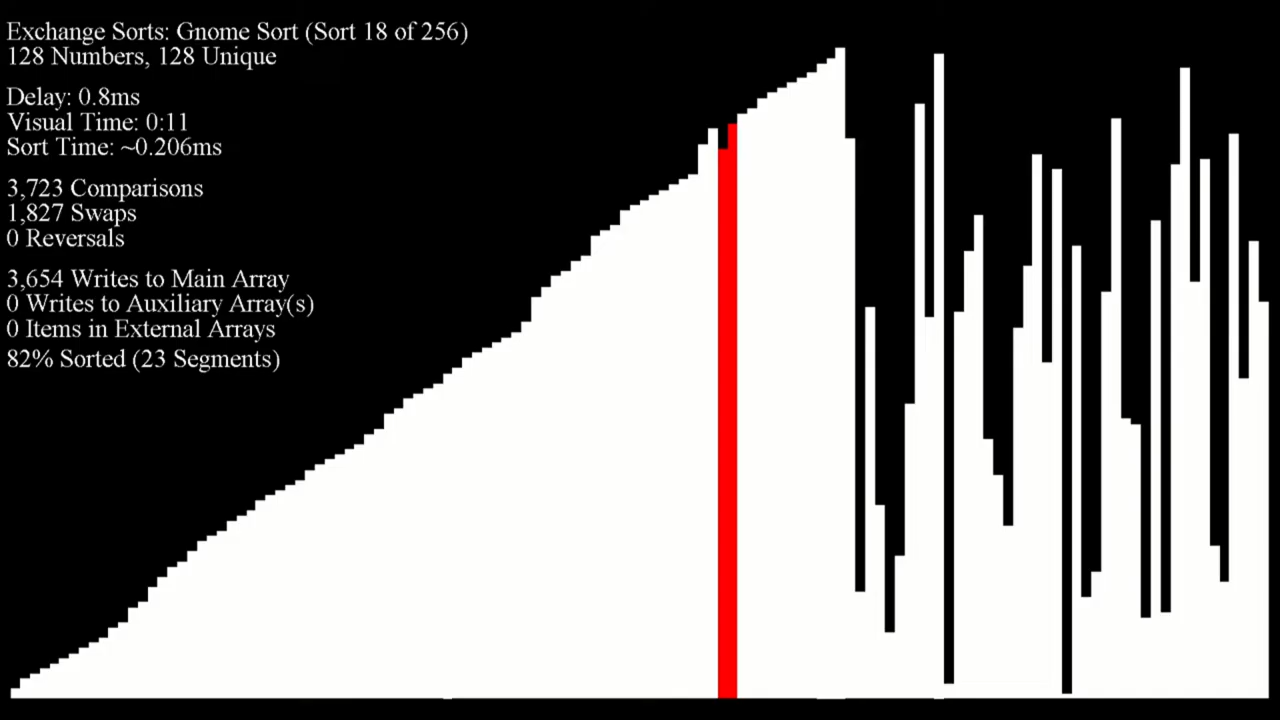 Exchange Sorts: Gnome Sort (Sort 18 of 256)
128 Numbers, 128 Unique
Delay: 0.8ms
Visual Time: 0:11
Sort Time: ~0.206ms
3,723 Comparisons
1,827 Swaps
0 Reversals
3,654 Writes to Main Array
0 Writes to Auxiliary Array(s)
0 Items in External Arrays
82% Sorted (23 Segments)